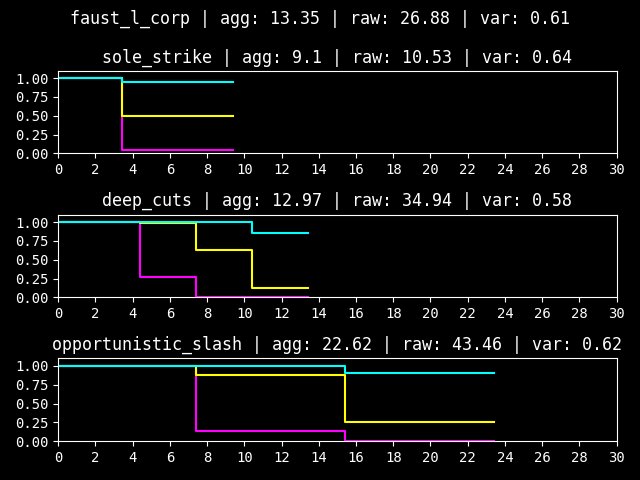 faust_l_corp | agg: 13.35 | raw: 26.88 | var: 0.61
sole_strike | agg: 9.1 | raw: 10.53 | var: 0.64
1.00
0.75
0.50
0.25
0.00
0 2 4 6 8 10 12 14 16 18 20 22 24 26 28 30
deep_cuts | agg: 12.97 | raw: 34.94 | var: 0.58
1.00
0.75
0.50
0.25
0.00
0 2 4 6 8 10 12 14 16 18 20 22 24 26 28 30
opportunistic_slash | agg: 22.62 | raw: 43.46 | var: 0.62
1.00
0.75
0.50
0.25
0.00
0 2 4 6 8 10 12 14 16 18 20 22 24 26 28 30